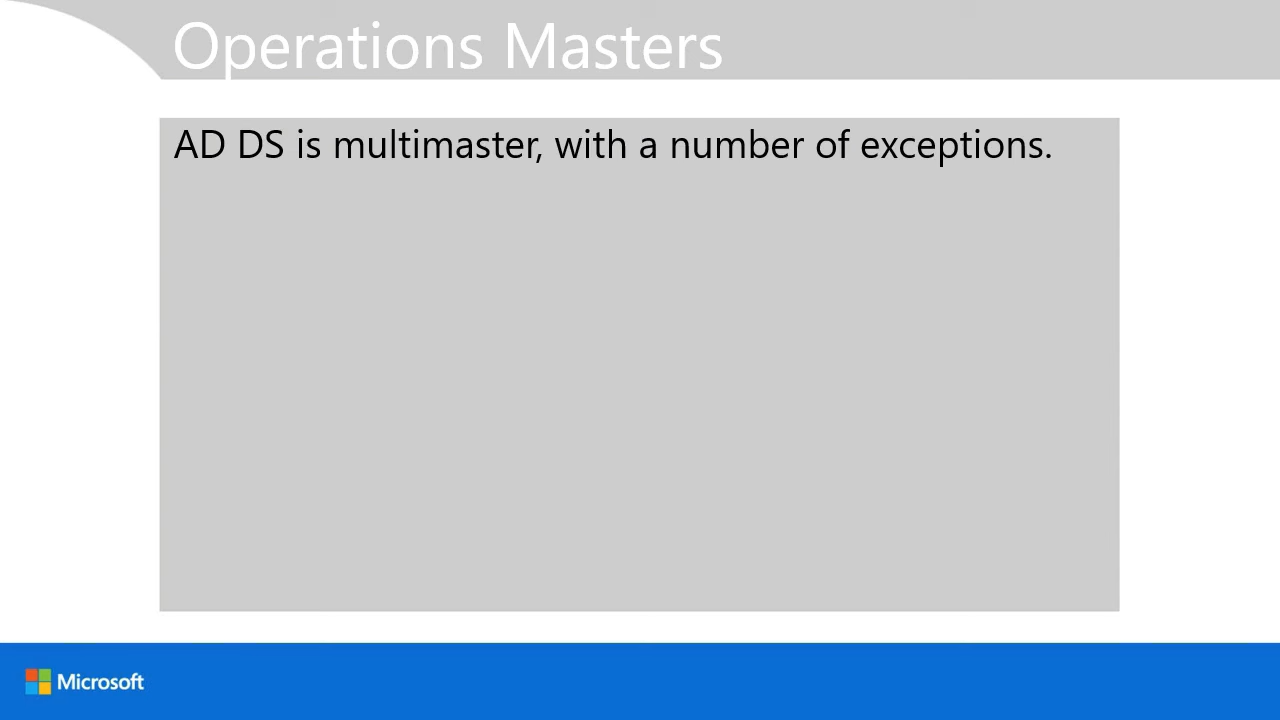 Operations Masters
AD DS is multimaster, with a number of exceptions.
Microsoft